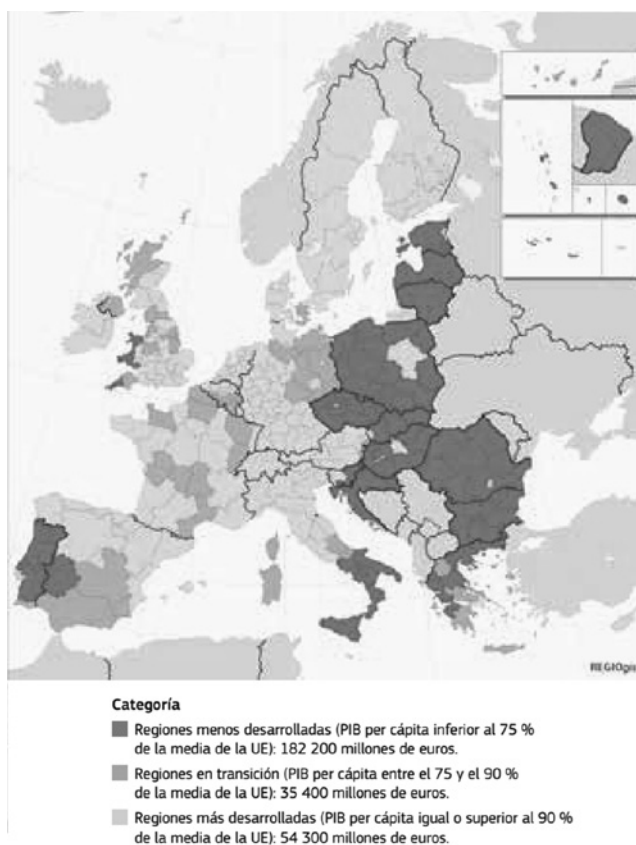 REGIOgis
Categoría
Regiones menos desarrolladas (PIB per cápita inferior al 75 %
de la media de la UE): 182 200 millones de euros.
Regiones en transición (PIB per cápita entre el 75 y el 90 %
de la media de la UE): 35 400 millones de euros.
Regiones más desarrolladas (PIB per cápita igual o superior al 90 %
de la media de la UE): 54 300 millones de euros.